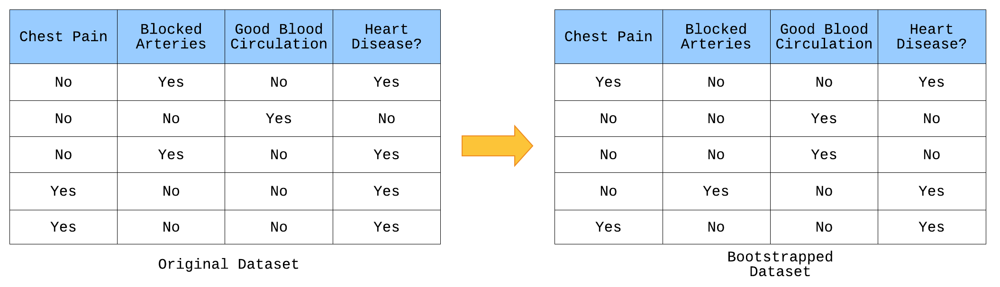 Chest Pain Blocked Arteries Good Blood Circulation Heart Disease?
No Yes No Yes
No No Yes No
No Yes No Yes
Yes No No Yes
Yes No No Yes
Original Dataset
Chest Pain Blocked Arteries Good Blood Circulation Heart Disease?
Yes No No Yes
No No Yes No
No No Yes No
No Yes No Yes
Yes No No Yes
Bootstrapped
Dataset